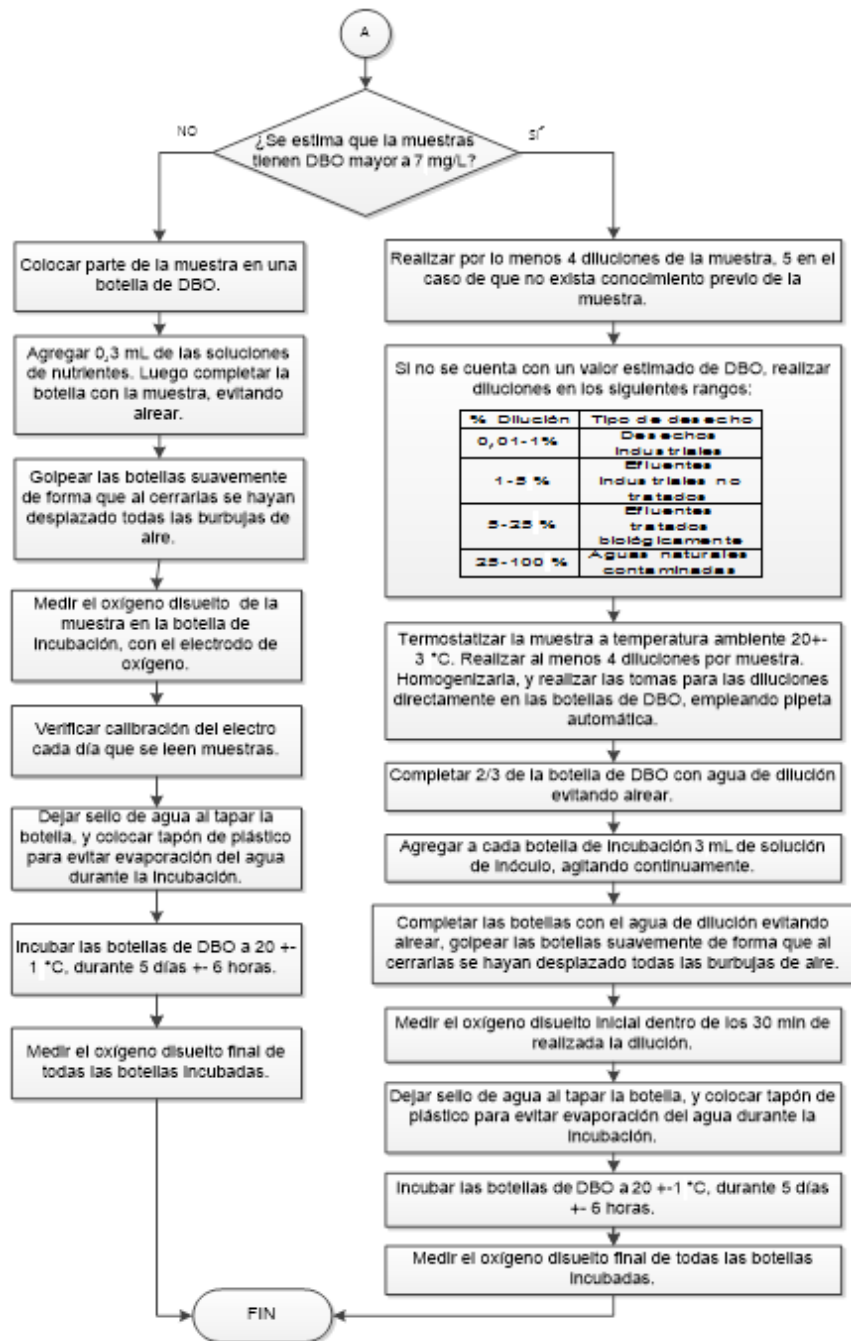 A
¿Se estima que la muestras
tienen DBO mayor a 7 mg/L?
NO
SÍ
Colocar parte de la muestra en una
botella de DBO.
Agregar 0,3 mL de las soluciones
de nutrientes. Luego completar la
botella con la muestra, evitando
airear.
Golpear las botellas suavemente
de forma que al cerrarlas se hayan
desplazado todas las burbujas de
aire.
Medir el oxígeno disuelto de la
muestra en la botella de
incubación, con el electrodo de
oxígeno.
Verificar calibración del electro
cada día que se leen muestras.
Dejar sello de agua al tapar la
botella, y colocar tapón de plástico
para evitar evaporación del agua
durante la incubación.
Incubar las botellas de DBO a 20 +-
1 °C, durante 5 días +- 6 horas.
Medir el oxígeno disuelto final de
todas las botellas incubadas.
Realizar por lo menos 4 diluciones de la muestra, 5 en el
caso de que no exista conocimiento previo de la
muestra.
Si no se cuenta con un valor estimado de DBO, realizar
diluciones en los siguientes rangos:
% Dilución Tipo de desecho
0,01-1% Desechos
industriales
1-5 % Efluentes
industriales no
tratados
5-25 % Efluentes
tratados
biológicamente
25-100 % Aguas naturales
contaminadas
Termostatizar la muestra a temperatura ambiente 20+-
3 °C. Realizar al menos 4 diluciones por muestra.
Homogenizarla, y realizar las tomas para las diluciones
directamente en las botellas de DBO, empleando pipeta
automática.
Completar 2/3 de la botella de DBO con agua de dilución
evitando airear.
Agregar a cada botella de incubación 3 mL de solución
de inóculo, agitando continuamente.
Completar las botellas con el agua de dilución evitando
airear, golpear las botellas suavemente de forma que al
cerrarlas se hayan desplazado todas las burbujas de aire.
Medir el oxígeno disuelto inicial dentro de los 30 min de
realizada la dilución.
Dejar sello de agua al tapar la botella, y colocar tapón de
plástico para evitar evaporación del agua durante la
incubación.
Incubar las botellas de DBO a 20 +-1 °C, durante 5 días
+- 6 horas.
Medir el oxígeno disuelto final de todas las botellas
incubadas.
FIN